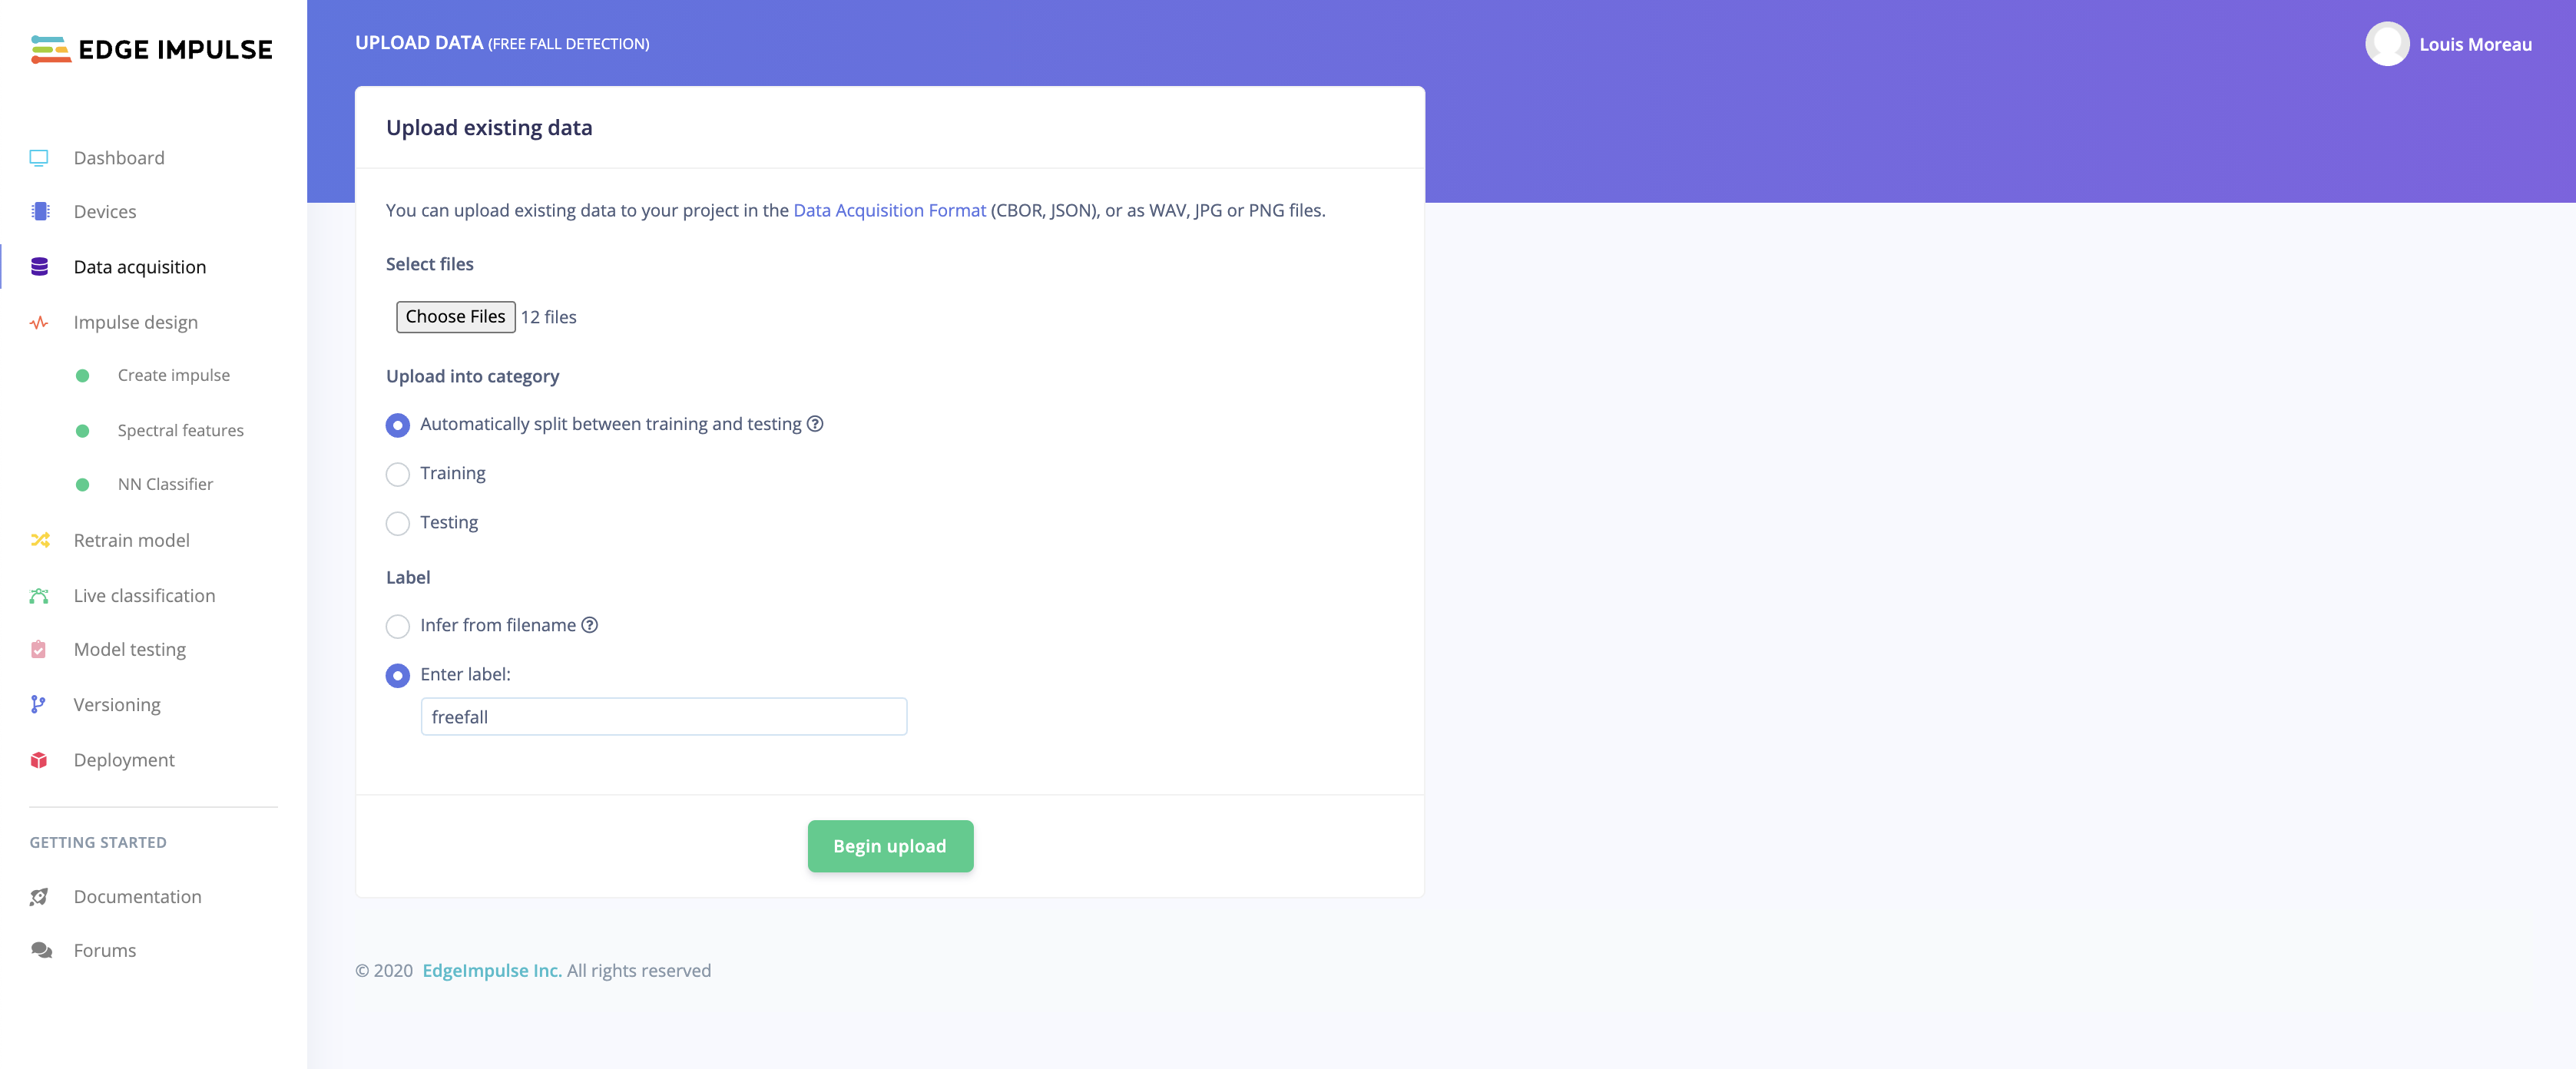 EDGE IMPULSE
Dashboard
Devices
Data acquisition
Impulse design
Create impulse
Spectral features
NN Classifier
Retrain model
Live classification
Model testing
Versioning
Deployment
GETTING STARTED
Documentation
Forums
UPLOAD DATA (FREE FALL DETECTION)
Louis Moreau
Upload existing data
You can upload existing data to your project in the Data Acquisition Format (CBOR, JSON), or as WAV, JPG or PNG files.
Select files
Choose Files 12 files
Upload into category
Automatically split between training and testing ?
Training
Testing
Label
Infer from filename ?
Enter label:
freefall
Begin upload
© 2020 EdgeImpulse Inc. All rights reserved